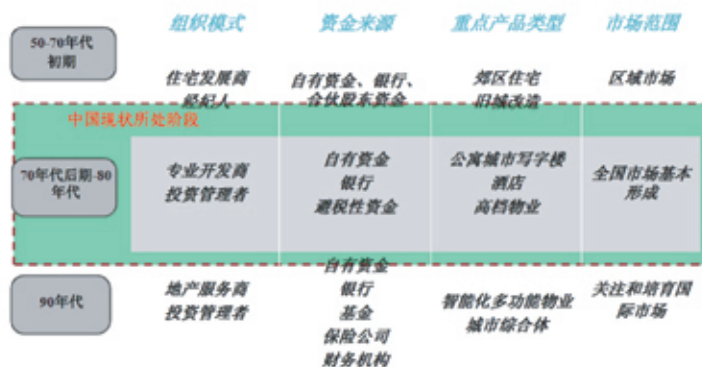 组织模式 资金来源 重点产品类型 市场范围
50-70年代
初期
住宅发展商
经纪人
自有资金、银行、
合伙股东资金
郊区住宅
旧城改造
区域市场
中国现状所处阶段
70年代后期-80
年代
专业开发商
投资管理者
自有资金
银行
避税性资金
公寓城市写字楼
酒店
高档物业
全国市场基本
形成
90年代
地产服务商
投资管理者
自有资金
银行
基金
保险公司
财务机构
智能化多功能物业
城市综合体
关注和培育国
际市场